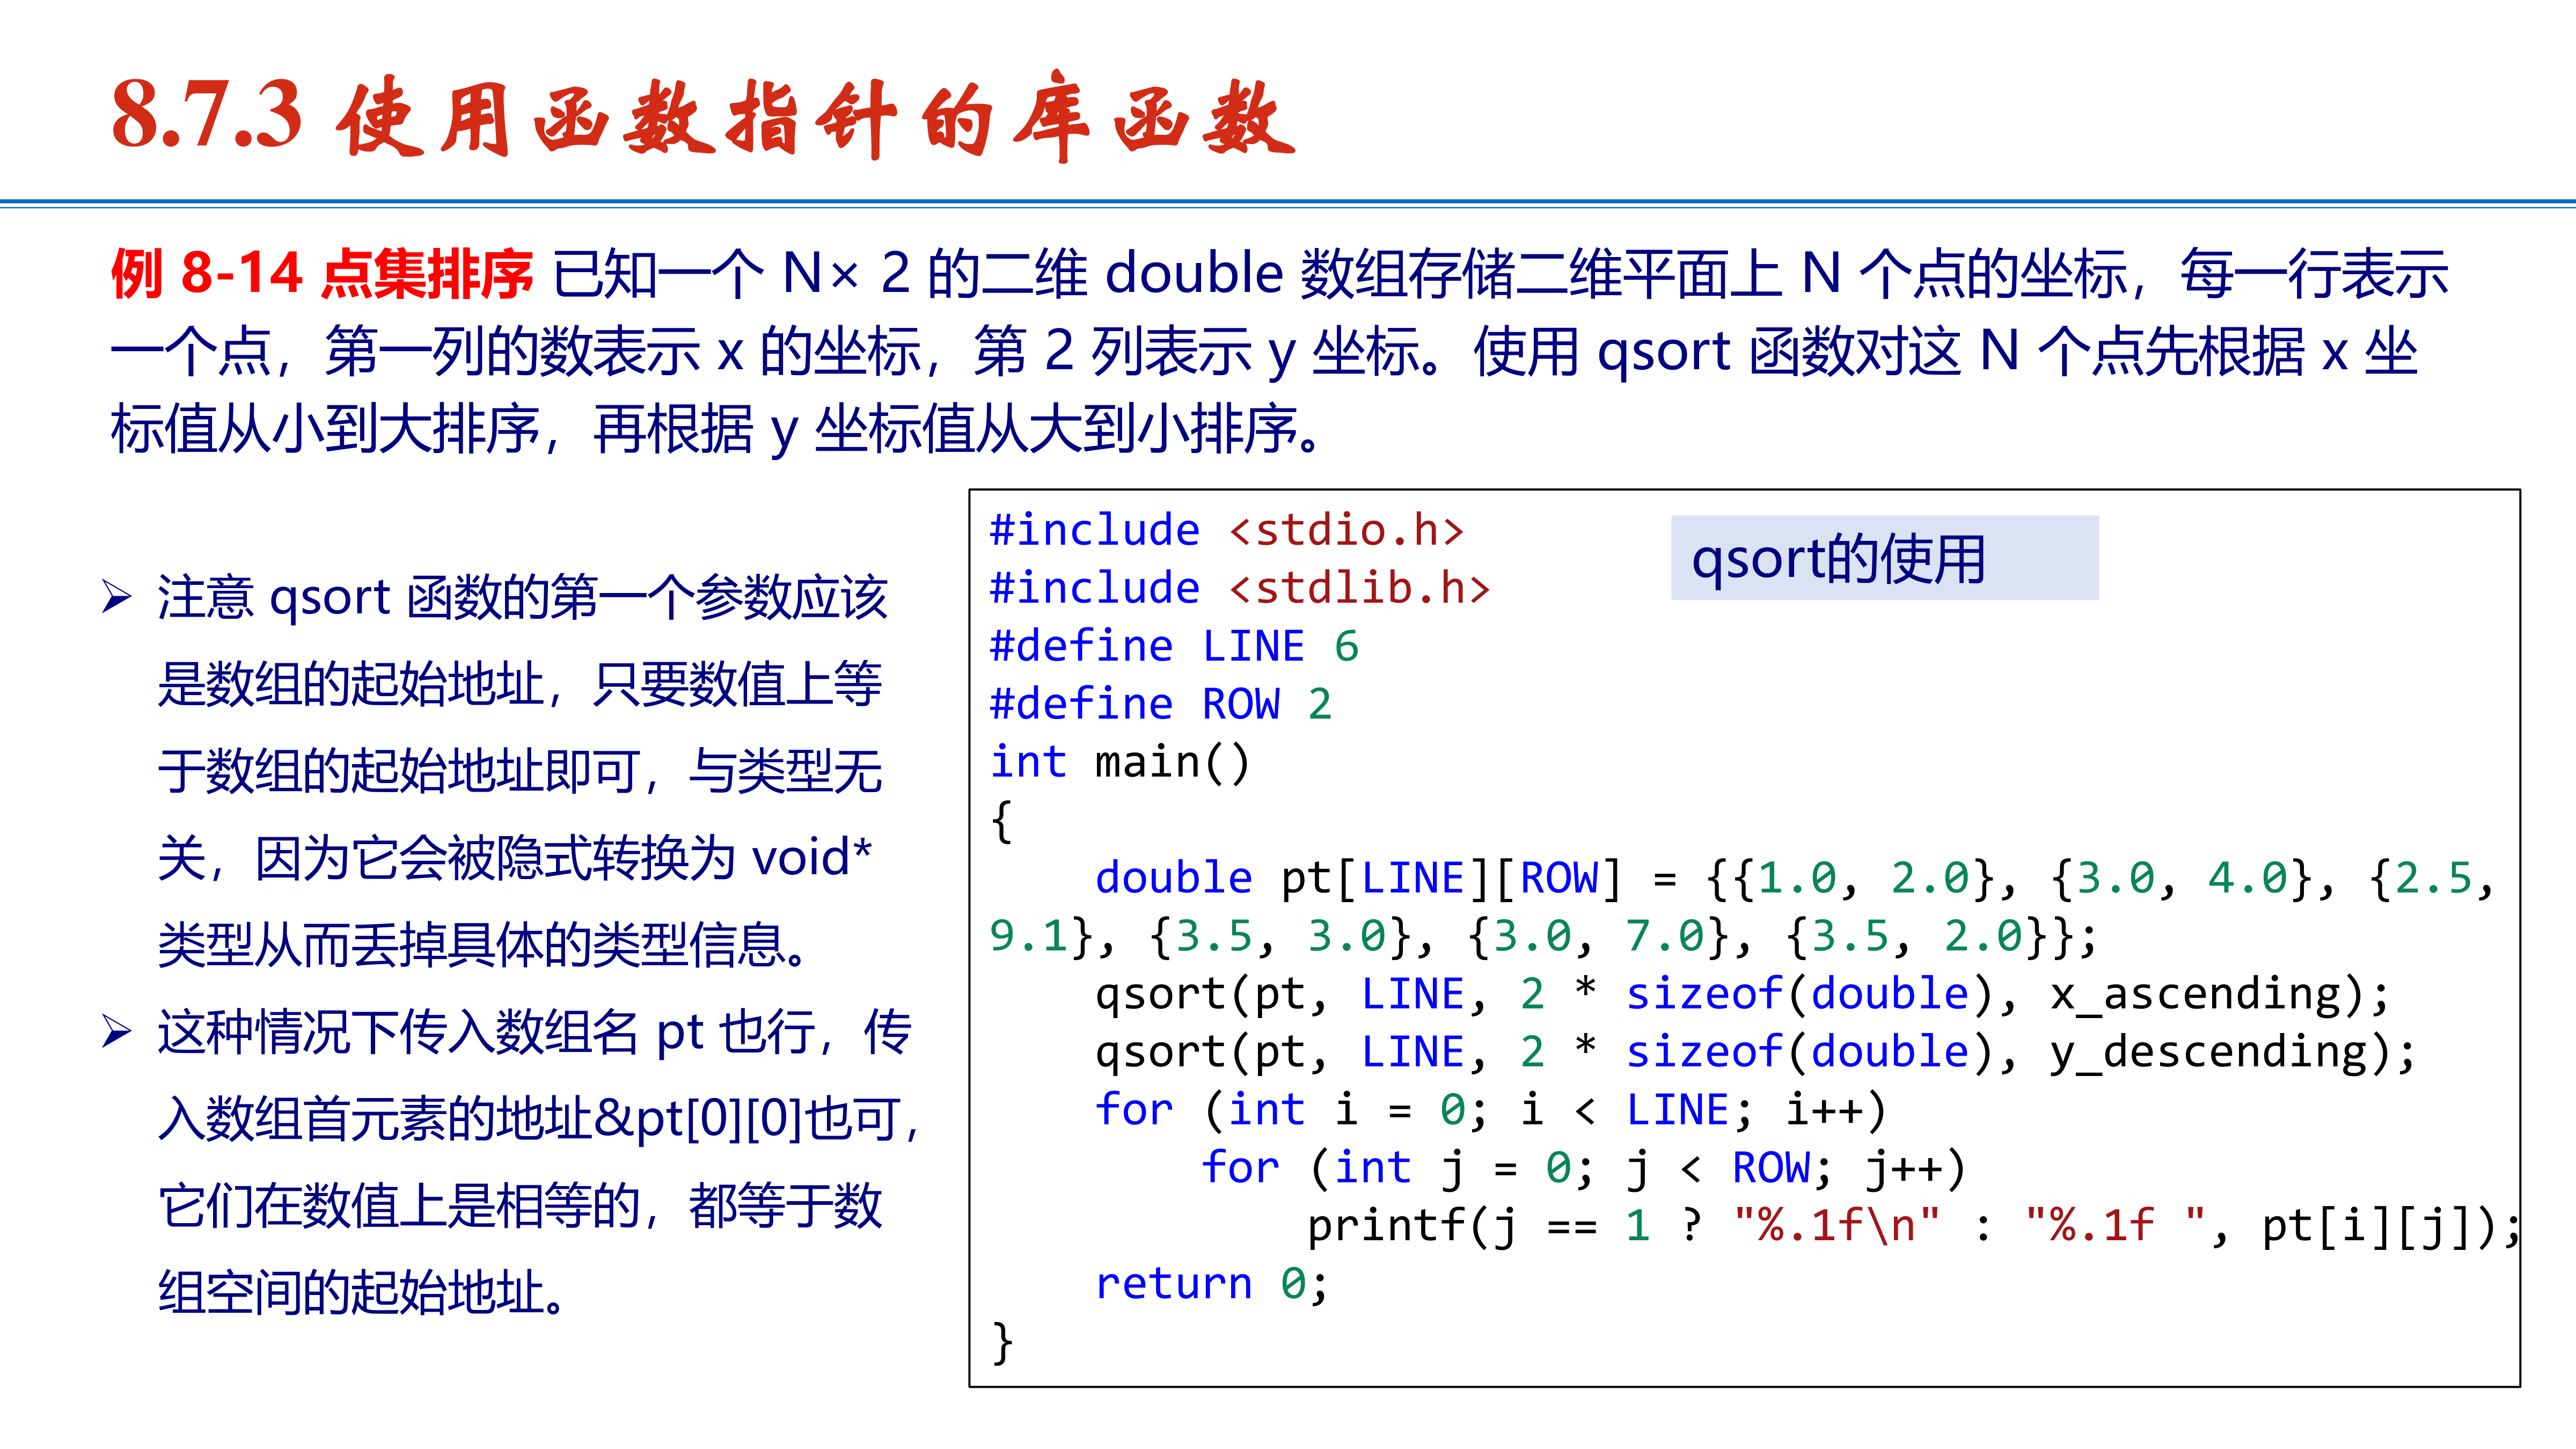 8.7.3 使用函数指针的库函数
例 8-14 点集排序 已知一个 N× 2 的二维 double 数组存储二维平面上 N 个点的坐标，每一行表示
一个点，第一列的数表示 x 的坐标，第 2 列表示 y 坐标。使用 qsort 函数对这 N 个点先根据 x 坐
标值从小到大排序，再根据 y 坐标值从大到小排序。
➢ 注意 qsort 函数的第一个参数应该
是数组的起始地址，只要数值上等
于数组的起始地址即可，与类型无
关，因为它会被隐式转换为 void*
类型从而丢掉具体的类型信息。
➢ 这种情况下传入数组名 pt 也行，传
入数组首元素的地址&pt[0][0]也可，
它们在数值上是相等的，都等于数
组空间的起始地址。
qsort的使用
#include <stdio.h>
#include <stdlib.h>
#define LINE 6
#define ROW 2
int main()
{
    double pt[LINE][ROW] = {{1.0, 2.0}, {3.0, 4.0}, {2.5,
9.1}, {3.5, 3.0}, {3.0, 7.0}, {3.5, 2.0}};
    qsort(pt, LINE, 2 * sizeof(double), x_ascending);
    qsort(pt, LINE, 2 * sizeof(double), y_descending);
    for (int i = 0; i < LINE; i++)
        for (int j = 0; j < ROW; j++)
            printf(j == 1 ? "%.1f\n" : "%.1f ", pt[i][j]);
    return 0;
}